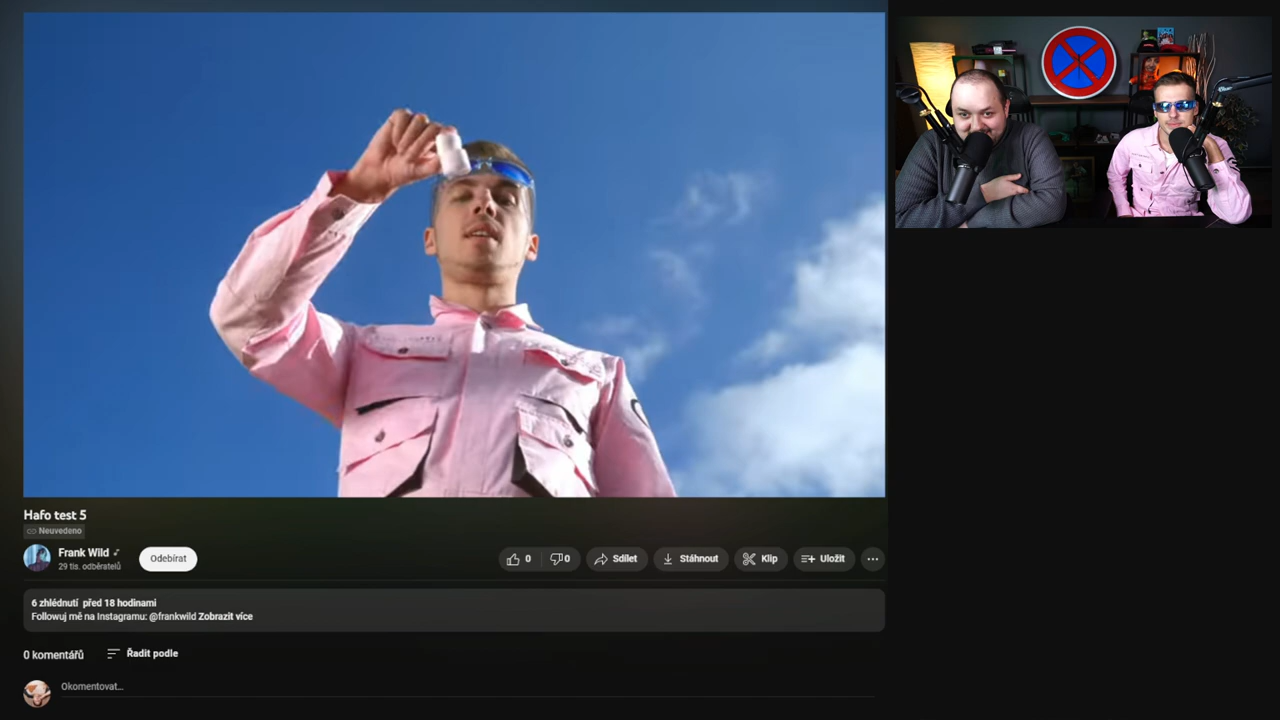 Hafo test 5
Neuvedeno
Frank Wild
29 tis. odběratelů
Odebírat
0
0
Sdílet
Stáhnout
Klip
Uložit
6 zhlédnutí před 18 hodinami
Followuj mě na Instagramu: @frankwild Zobrazit více
0 komentářů
Řadit podle
Okomentovat...